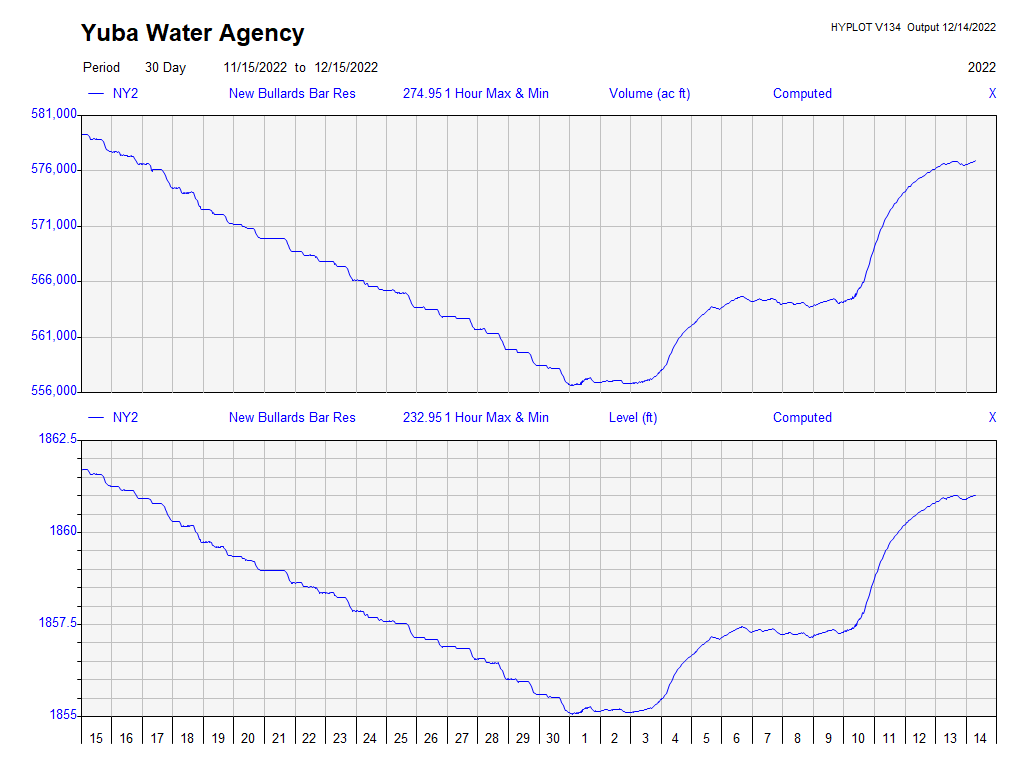 Yuba Water Agency
HYPLOT V134 Output 12/14/2022
Period 30 Day 11/15/2022 to 12/15/2022 2022
NY2 New Bullards Bar Res 274.95 1 Hour Max & Min Volume (ac ft) Computed X
581,000
576,000
571,000
566,000
561,000
556,000
NY2 New Bullards Bar Res 232.95 1 Hour Max & Min Level (ft) Computed X
1862.5
1860
1857.5
1855
15 16 17 18 19 20 21 22 23 24 25 26 27 28 29 30 1 2 3 4 5 6 7 8 9 10 11 12 13 14